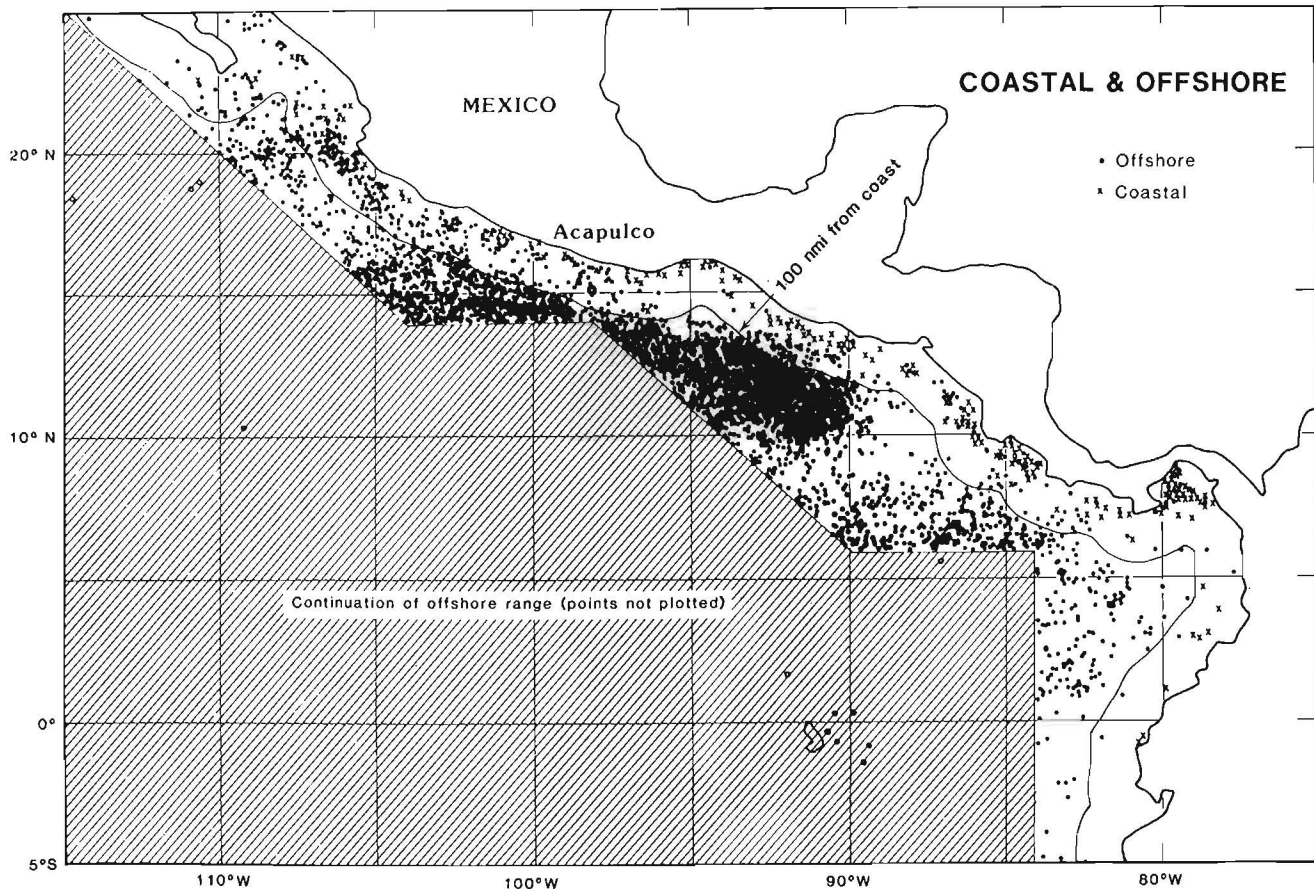 COASTAL & OFFSHORE
MEXICO
• Offshore
x Coastal
20° N
100 nmi from coast
Acapulco
10° N
Continuation of offshore range (points not plotted)
0°
5°S
110°W
100°W
90°W
80°W